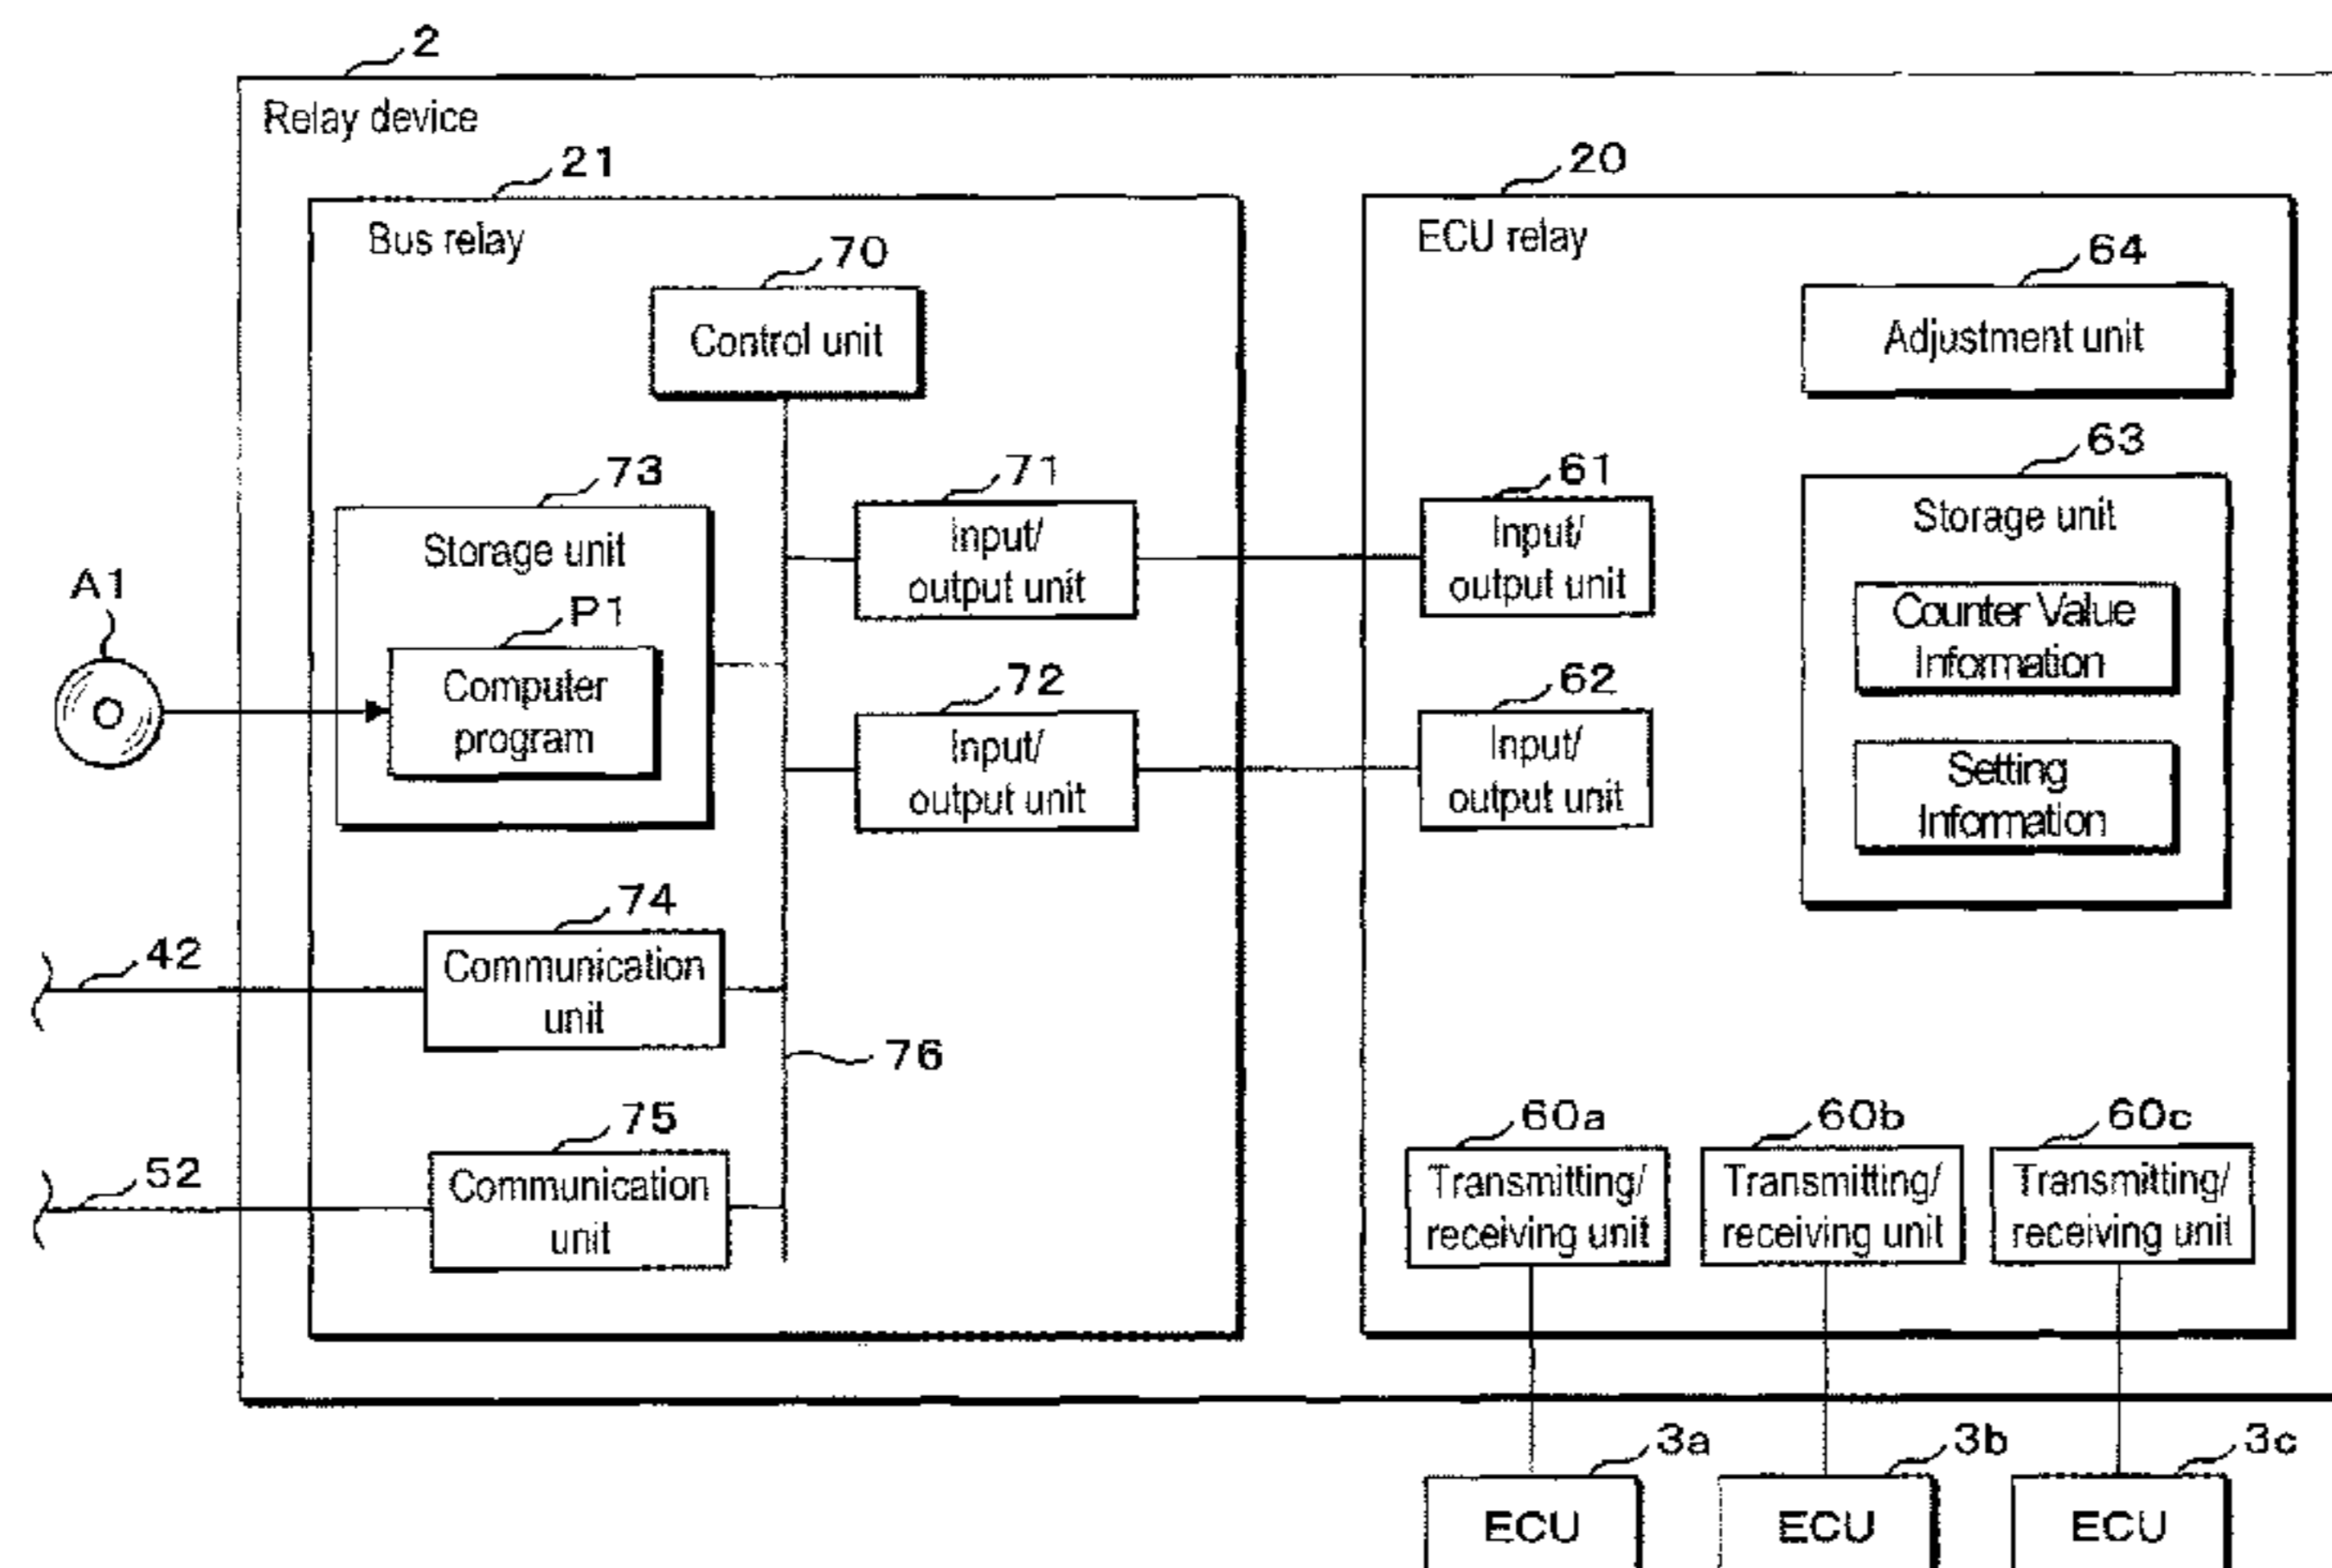 2
Relay device
21
20
Bus relay
ECU relay
70
64
Control unit
Adjustment unit
73
71
61
63
Storage unit
Input/
output unit
Input/
output unit
Storage unit
A1
P1
Computer
program
Counter Value
Information
72
62
Input/
output unit
Input/
output unit
Setting
Information
74
42
Communication
unit
76
75
52
Communication
unit
60a
60b
60c
Transmitting/
receiving unit
Transmitting/
receiving unit
Transmitting/
receiving unit
3a
3b
3c
ECU
ECU
ECU